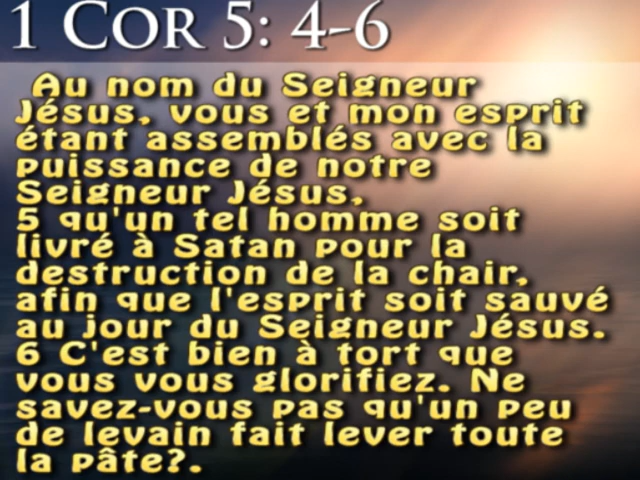 1 COR 5: 4-6
Au nom du Seigneur
Jésus, vous et mon esprit
étant assemblés avec la
puissance de notre
Seigneur Jésus,
5 qu'un tel homme soit
livré à Satan pour la
destruction de la chair,
afin que l'esprit soit sauvé
au jour du Seigneur Jésus.
6 C'est bien à tort que
vous vous glorifiez. Ne
savez-vous pas qu'un peu
de levain fait lever toute
la pâte?.